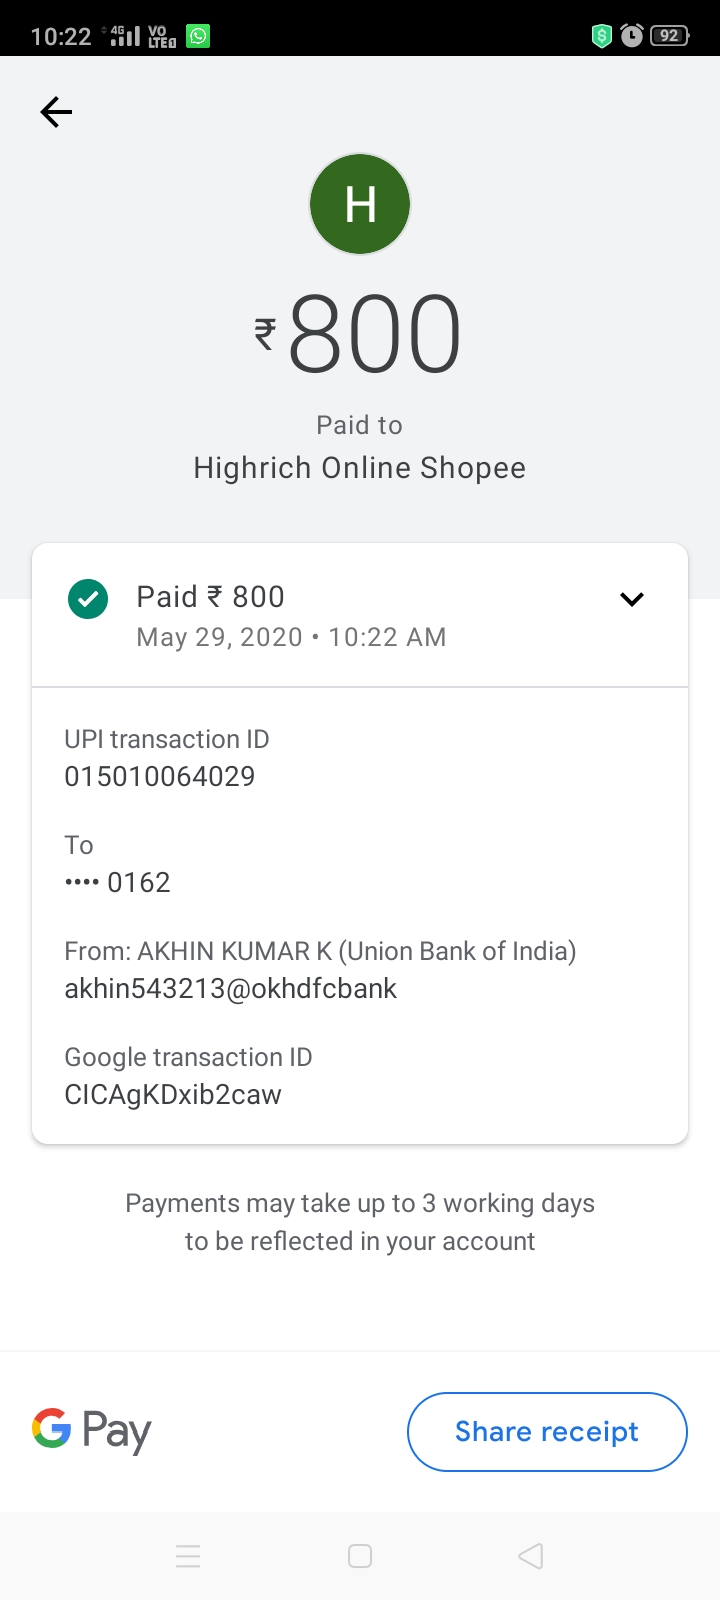 10:22 4G VO LTE 1 92
H
₹800
Paid to
Highrich Online Shopee
Paid ₹ 800
May 29, 2020 • 10:22 AM
UPI transaction ID
015010064029
To
•••• 0162
From: AKHIN KUMAR K (Union Bank of India)
akhin543213@okhdfcbank
Google transaction ID
CICAgKDxib2caw
Payments may take up to 3 working days
to be reflected in your account
G Pay
Share receipt